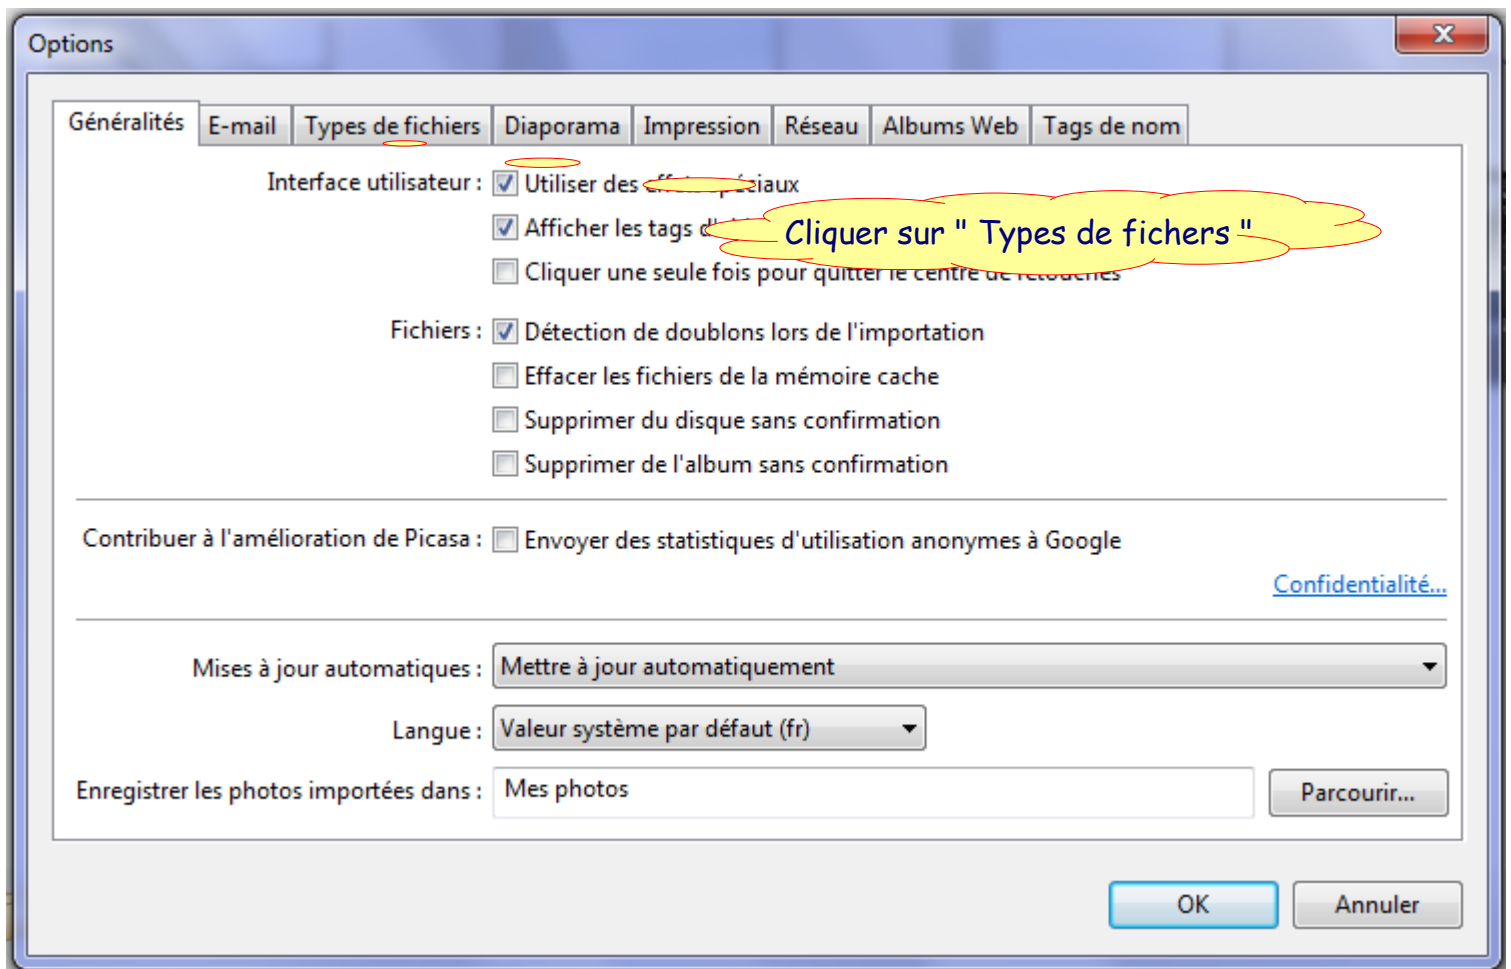 Options
Généralités E-mail Types de fichiers Diaporama Impression Réseau Albums Web Tags de nom
Interface utilisateur : Utiliser des effets spéciaux
Afficher les tags
Cliquer sur " Types de fichers "
Cliquer une seule fois pour quitter le centre de retouches
Fichiers : Détection de doublons lors de l'importation
Effacer les fichiers de la mémoire cache
Supprimer du disque sans confirmation
Supprimer de l'album sans confirmation
Contribuer à l'amélioration de Picasa : Envoyer des statistiques d'utilisation anonymes à Google
Confidentialité...
Mises à jour automatiques : Mettre à jour automatiquement
Langue : Valeur système par défaut (fr)
Enregistrer les photos importées dans : Mes photos Parcourir...
OK Annuler